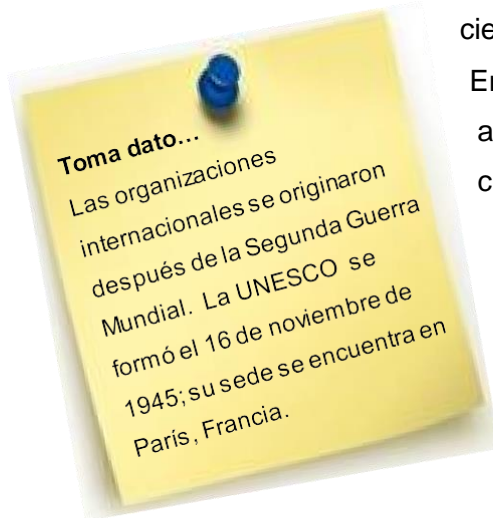 Toma dato…
Las organizaciones
internacionales se originaron
después de la Segunda Guerra
Mundial. La UNESCO se
formó el 16 de noviembre de
1945; su sede se encuentra en
París, Francia.